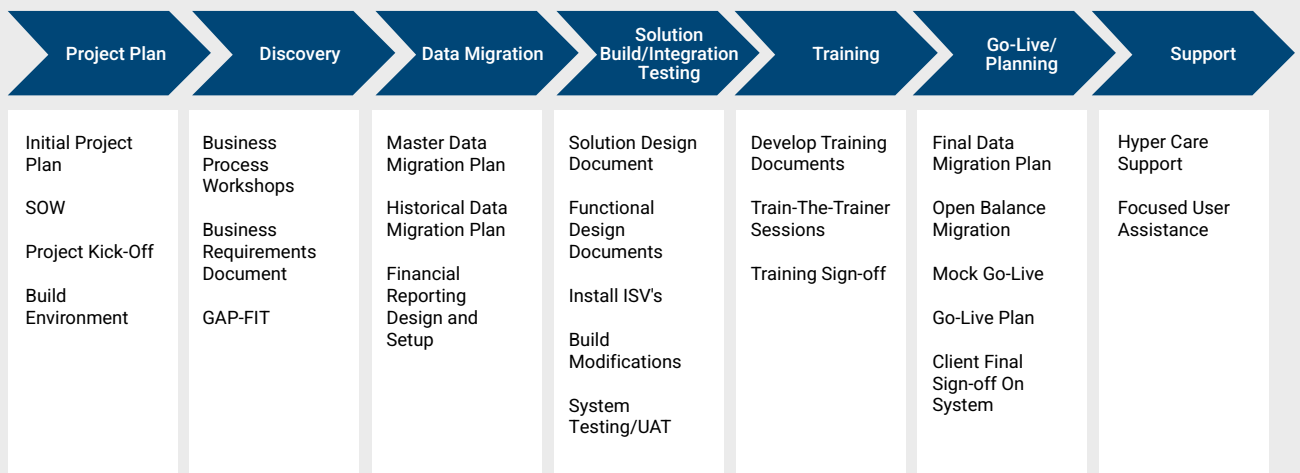 Project Plan
Discovery
Data Migration
Solution
Build/Integration
Testing
Training
Go-Live/
Planning
Support
Initial Project
Plan
SOW
Project Kick-Off
Build
Environment
Business
Process
Workshops
Business
Requirements
Document
GAP-FIT
Master Data
Migration Plan
Historical Data
Migration Plan
Financial
Reporting
Design and
Setup
Solution Design
Document
Functional
Design
Documents
Install ISV's
Build
Modifications
System
Testing/UAT
Develop Training
Documents
Train-The-Trainer
Sessions
Training Sign-off
Final Data
Migration Plan
Open Balance
Migration
Mock Go-Live
Go-Live Plan
Client Final
Sign-off On
System
Hyper Care
Support
Focused User
Assistance